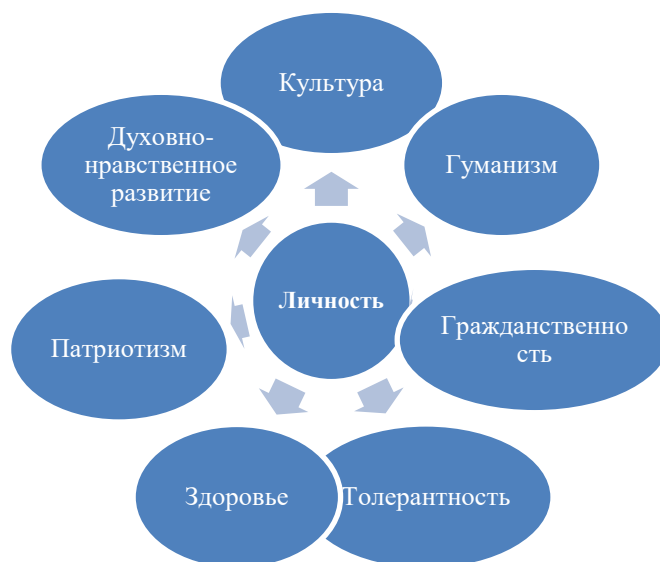 Культура
Духовно-
нравственное
развитие
Гуманизм
Личность
Гражданственно
сть
Патриотизм
Здоровье
Толерантность